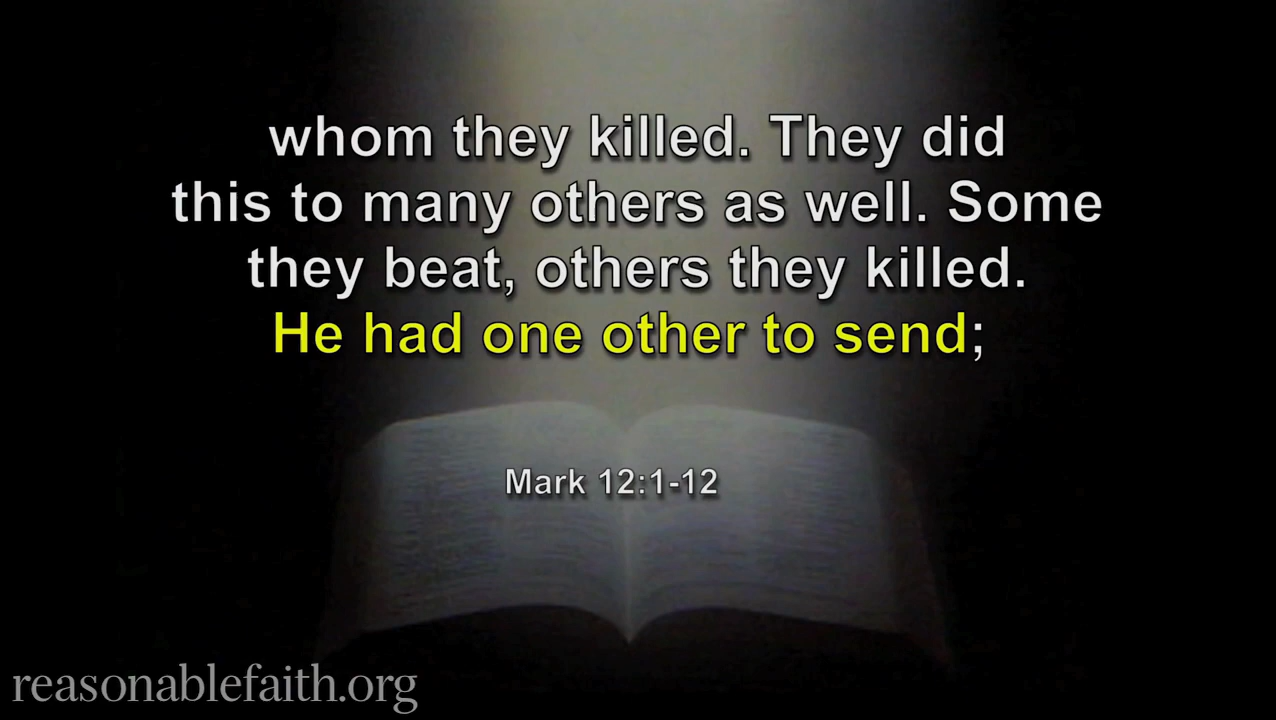 whom they killed. They did
this to many others as well. Some
they beat, others they killed.
He had one other to send;
Mark 12:1-12
reasonablefaith.org